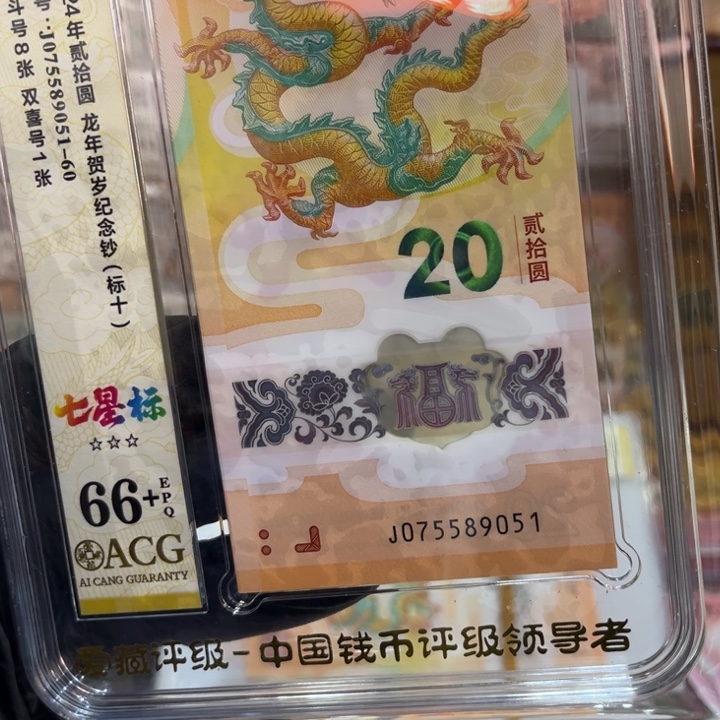 24年贰拾圆 龙年贺岁纪念钞(标十)
号:J075589051-60
斗号8张 双喜号1张
七星标
☆☆☆
66+
EPQ
ACG
AI CANG GUARANTY
20
贰拾圆
J075589051
爱藏评级-中国钱币评级领导者